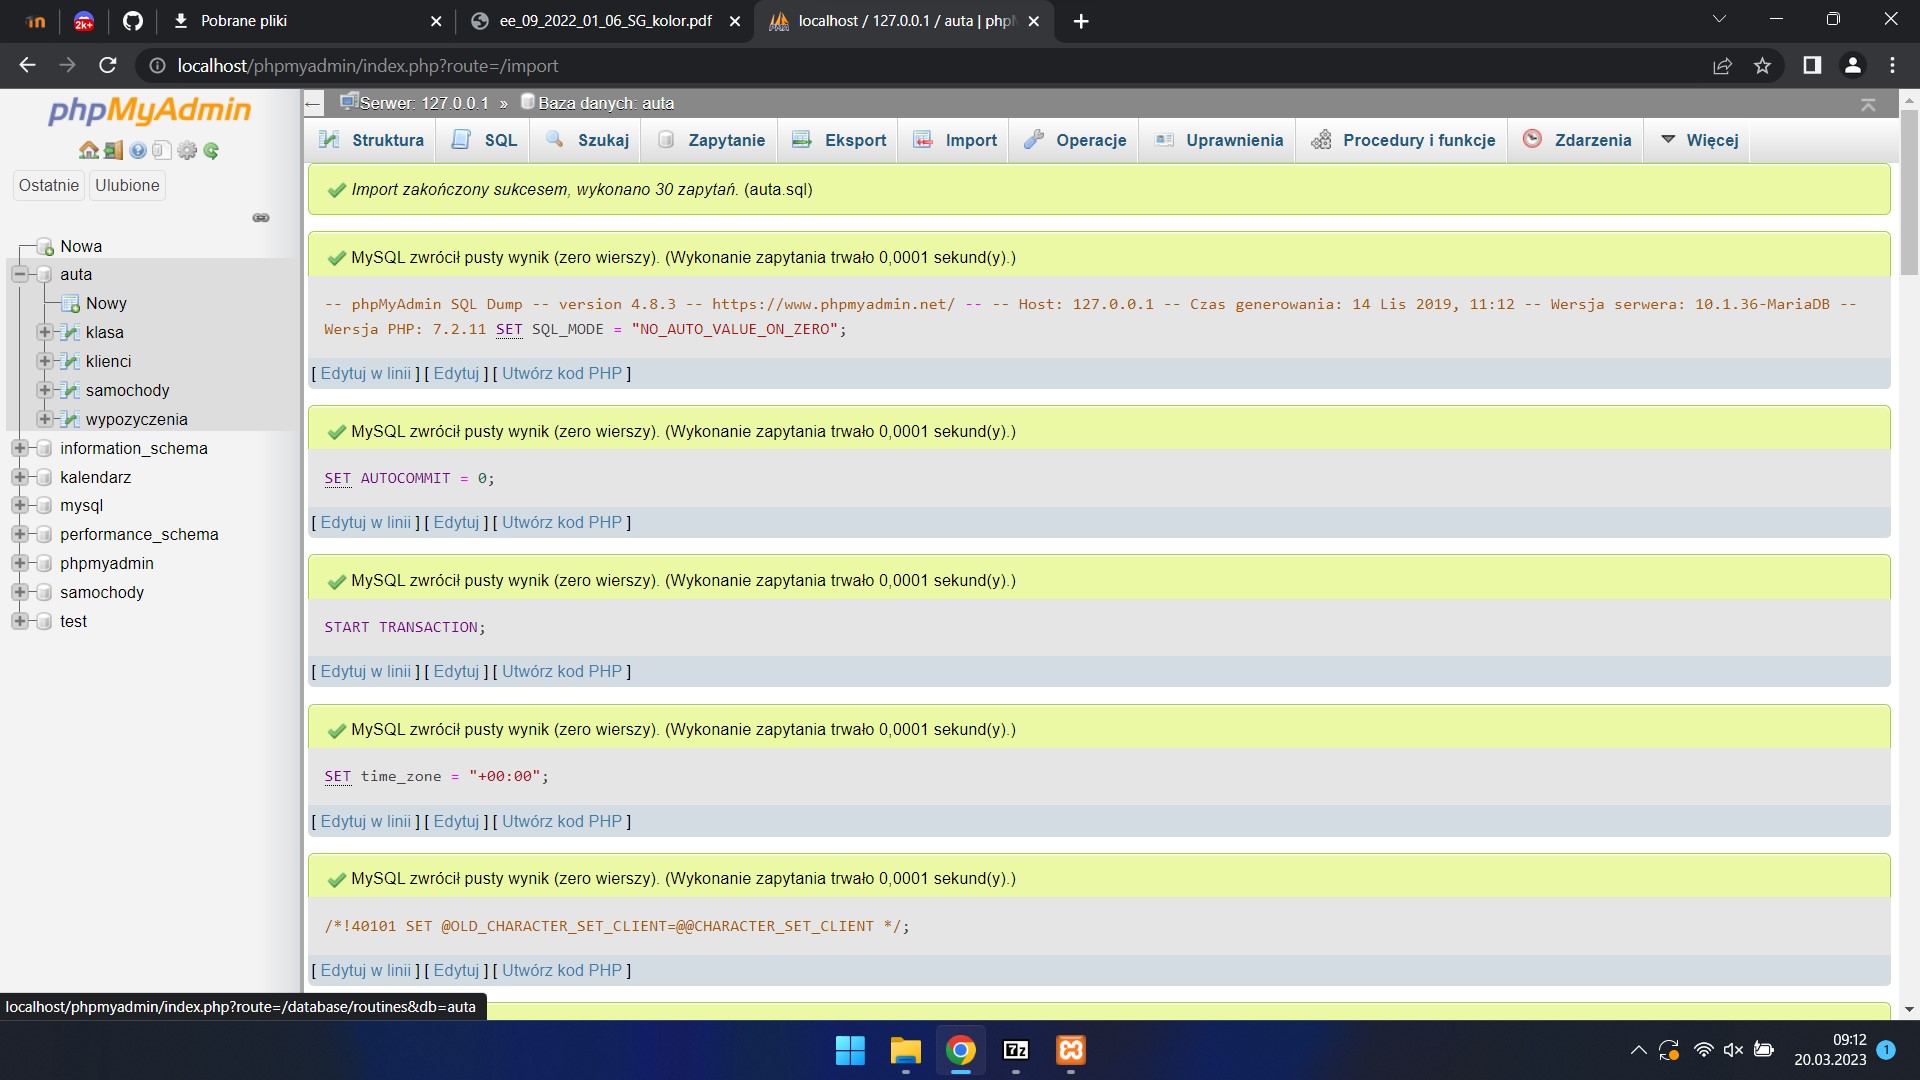 Pobrane pliki
ee_09_2022_01_06_SG_kolor.pdf
localhost / 127.0.0.1 / auta | phpM
2k+
localhost/phpmyadmin/index.php?route=/import
phpMyAdmin
Ostatnie
Ulubione
Nowa
auta
Nowy
klasa
klienci
samochody
wypozyczenia
information_schema
kalendarz
mysql
performance_schema
phpmyadmin
samochody
test
Serwer: 127.0.0.1 » Baza danych: auta
Struktura
SQL
Szukaj
Zapytanie
Eksport
Import
Operacje
Uprawnienia
Procedury i funkcje
Zdarzenia
Więcej
Import zakończony sukcesem, wykonano 30 zapytań. (auta.sql)
MySQL zwrócił pusty wynik (zero wierszy). (Wykonanie zapytania trwało 0,0001 sekund(y).)
-- phpMyAdmin SQL Dump -- version 4.8.3 -- https://www.phpmyadmin.net/ -- -- Host: 127.0.0.1 -- Czas generowania: 14 Lis 2019, 11:12 -- Wersja serwera: 10.1.36-MariaDB --
Wersja PHP: 7.2.11 SET SQL_MODE = "NO_AUTO_VALUE_ON_ZERO";
[ Edytuj w linii ] [ Edytuj ] [ Utwórz kod PHP ]
MySQL zwrócił pusty wynik (zero wierszy). (Wykonanie zapytania trwało 0,0001 sekund(y).)
SET AUTOCOMMIT = 0;
[ Edytuj w linii ] [ Edytuj ] [ Utwórz kod PHP ]
MySQL zwrócił pusty wynik (zero wierszy). (Wykonanie zapytania trwało 0,0001 sekund(y).)
START TRANSACTION;
[ Edytuj w linii ] [ Edytuj ] [ Utwórz kod PHP ]
MySQL zwrócił pusty wynik (zero wierszy). (Wykonanie zapytania trwało 0,0001 sekund(y).)
SET time_zone = "+00:00";
[ Edytuj w linii ] [ Edytuj ] [ Utwórz kod PHP ]
MySQL zwrócił pusty wynik (zero wierszy). (Wykonanie zapytania trwało 0,0001 sekund(y).)
/*!40101 SET @OLD_CHARACTER_SET_CLIENT=@@CHARACTER_SET_CLIENT */;
[ Edytuj w linii ] [ Edytuj ] [ Utwórz kod PHP ]
localhost/phpmyadmin/index.php?route=/database/routines&db=auta
7z
09:12
20.03.2023
1